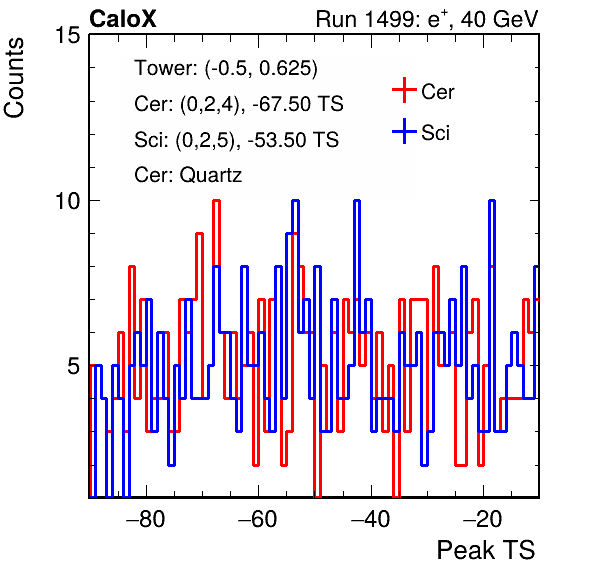 CaloX Run 1499: e+, 40 GeV
Counts
15
10
5
Tower: (-0.5, 0.625)
Cer: (0,2,4), -67.50 TS
Sci: (0,2,5), -53.50 TS
Cer: Quartz
Cer
Sci
−80 −60 −40 −20
Peak TS